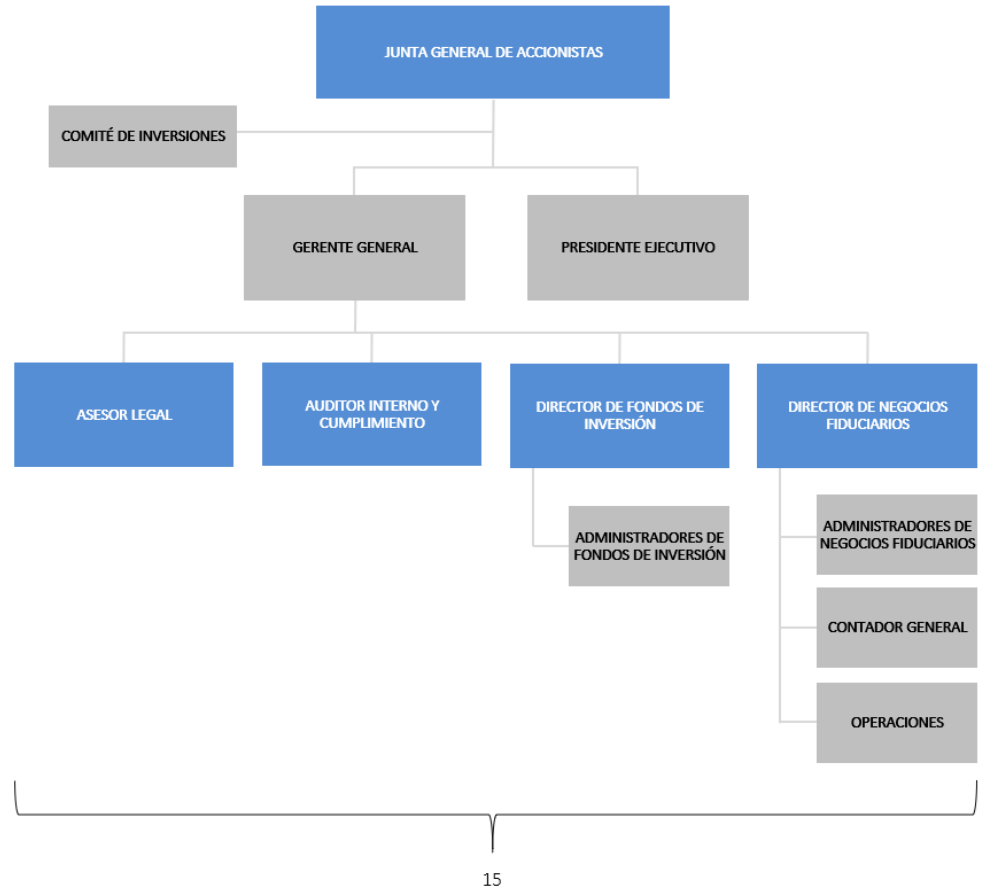 JUNTA GENERAL DE ACCIONISTAS
COMITÉ DE INVERSIONES
GERENTE GENERAL
PRESIDENTE EJECUTIVO
ASESOR LEGAL
AUDITOR INTERNO Y
CUMPLIMIENTO
DIRECTOR DE FONDOS DE
INVERSIÓN
DIRECTOR DE NEGOCIOS
FIDUCIARIOS
ADMINISTRADORES DE
FONDOS DE INVERSIÓN
ADMINISTRADORES DE
NEGOCIOS FIDUCIARIOS
CONTADOR GENERAL
OPERACIONES
15